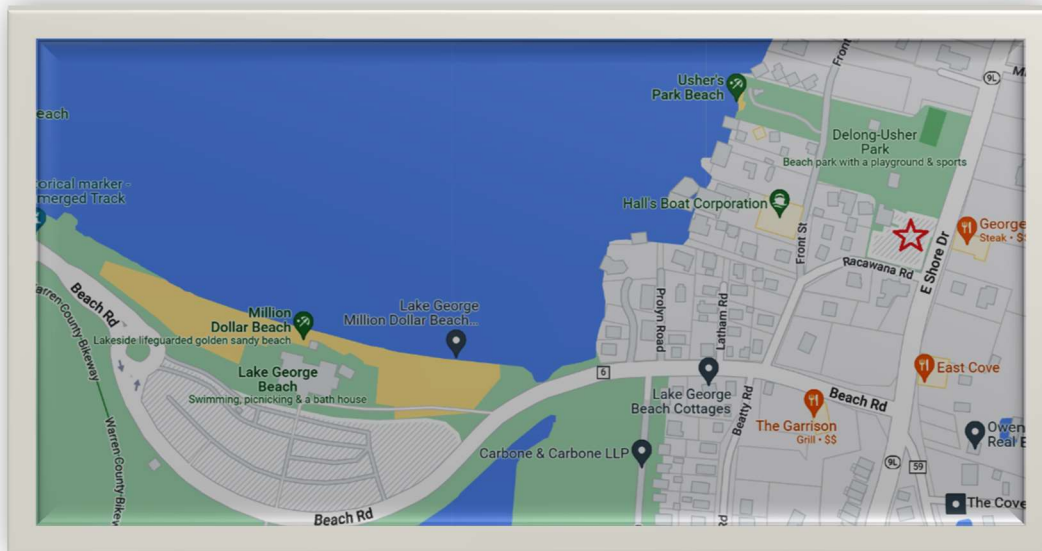 Front
9L
Usher's
Park Beach
Delong-Usher
Park
Beach park with a playground & sports
each
orical marker -
merged Track
Hall's Boat Corporation
George
Steak • $
Front St
Racawana Rd
E Shore Dr
Beach Rd
Warren-County-Bikeway
Million
Dollar Beach
Lakeside lifeguarded golden sandy beach
Lake George
Million Dollar Beach...
Prolyn Road
Latham Rd
Lake George
Beach
Swimming, picnicking & a bath house
6
East Cove
Lake George
Beach Cottages
Beatty Rd
Beach Rd
The Garrison
Grill • $$
Warren-County-Bikew
Carbone & Carbone LLP
Owen
Real E
9L
59
Beach Rd
Rd
The Cove